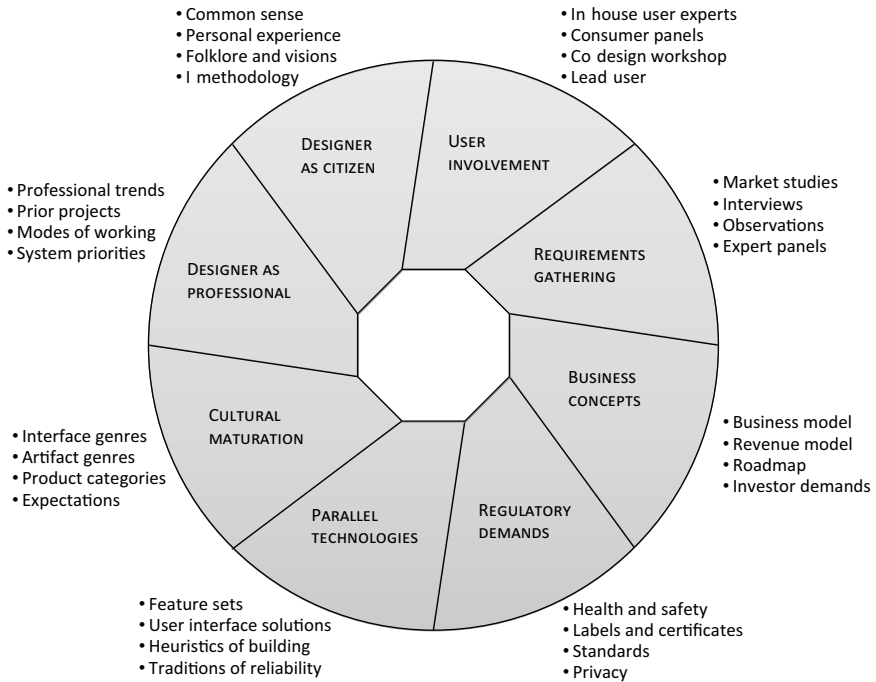 • Common sense
• Personal experience
• Folklore and visions
• I methodology
• In house user experts
• Consumer panels
• Co design workshop
• Lead user
DESIGNER
AS CITIZEN
USER
INVOLVEMENT
• Professional trends
• Prior projects
• Modes of working
• System priorities
• Market studies
• Interviews
• Observations
• Expert panels
DESIGNER AS
PROFESSIONAL
REQUIREMENTS
GATHERING
CULTURAL
MATURATION
BUSINESS
CONCEPTS
• Interface genres
• Artifact genres
• Product categories
• Expectations
• Business model
• Revenue model
• Roadmap
• Investor demands
PARALLEL
TECHNOLOGIES
REGULATORY
DEMANDS
• Feature sets
• User interface solutions
• Heuristics of building
• Traditions of reliability
• Health and safety
• Labels and certificates
• Standards
• Privacy